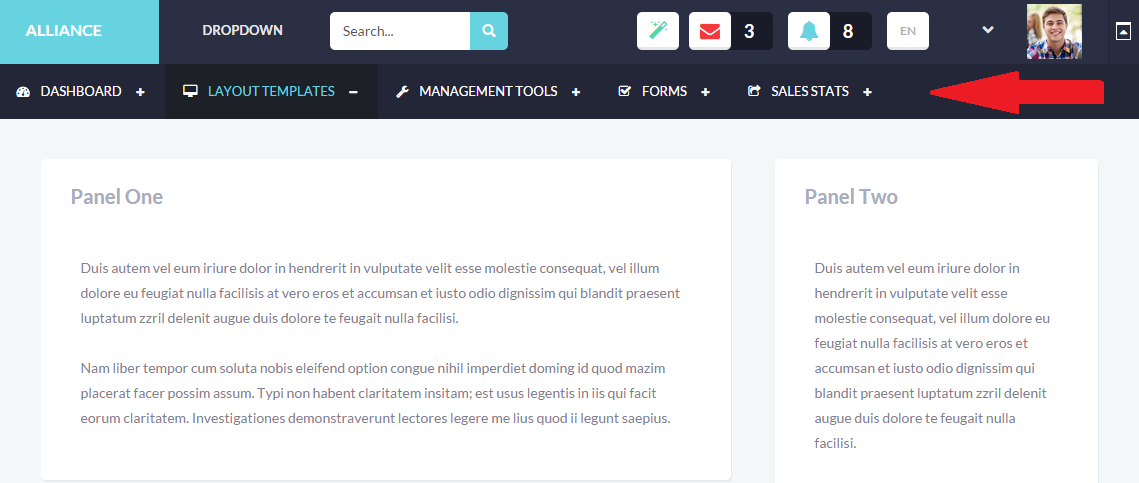 ALLIANCE DROPDOWN Search... 3 8 EN
DASHBOARD LAYOUT TEMPLATES MANAGEMENT TOOLS FORMS SALES STATS
Panel One
Duis autem vel eum iriure dolor in hendrerit in vulputate velit esse molestie consequat, vel illum
dolore eu feugiat nulla facilisis at vero eros et accumsan et iusto odio dignissim qui blandit praesent
luptatum zzril delenit augue duis dolore te feugait nulla facilisi.
Nam liber tempor cum soluta nobis eleifend option congue nihil imperdiet doming id quod mazim
placerat facer possim assum. Typi non habent claritatem insitam; est usus legentis in iis qui facit
eorum claritatem. Investigationes demonstraverunt lectores legere me lius quod ii legunt saepius.
Panel Two
Duis autem vel eum iriure dolor in
hendrerit in vulputate velit esse
molestie consequat, vel illum dolore eu
feugiat nulla facilisis at vero eros et
accumsan et iusto odio dignissim qui
blandit praesent luptatum zzril delenit
augue duis dolore te feugait nulla
facilisi.